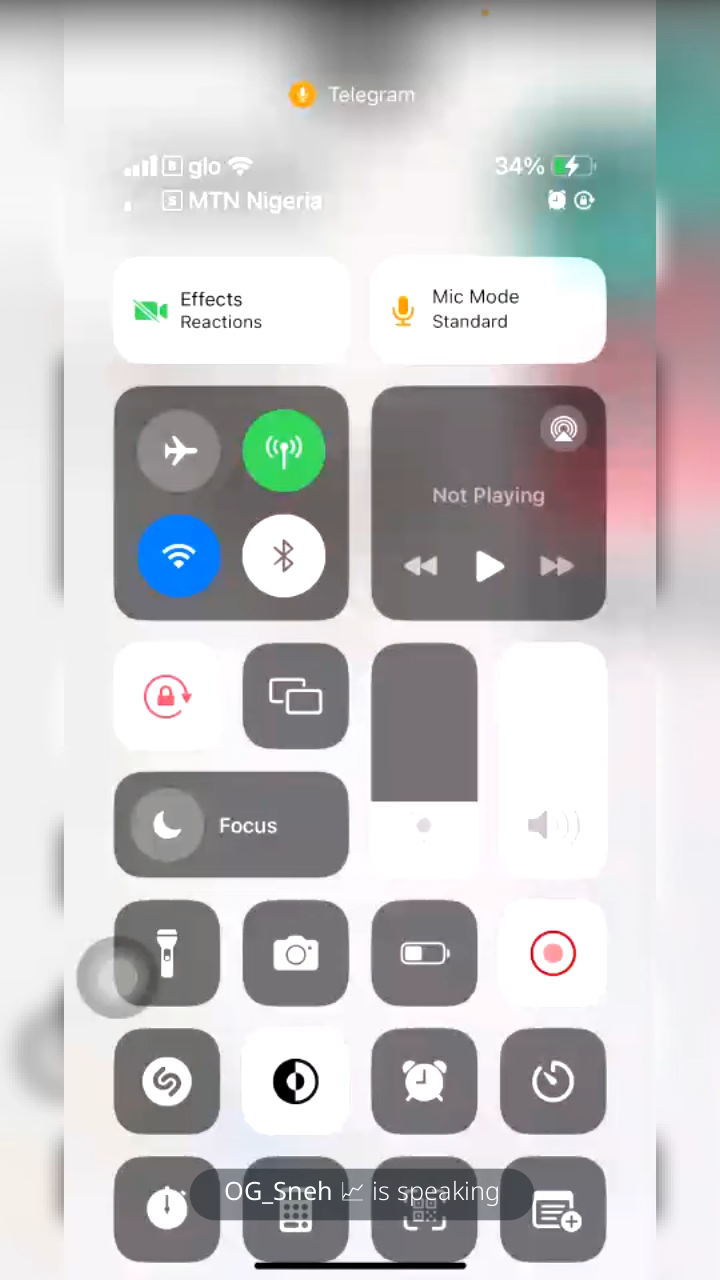 Telegram
B glo
34%
S MTN Nigeria
Effects
Reactions
Mic Mode
Standard
Not Playing
Focus
OG_Sneh 📈 is speaking